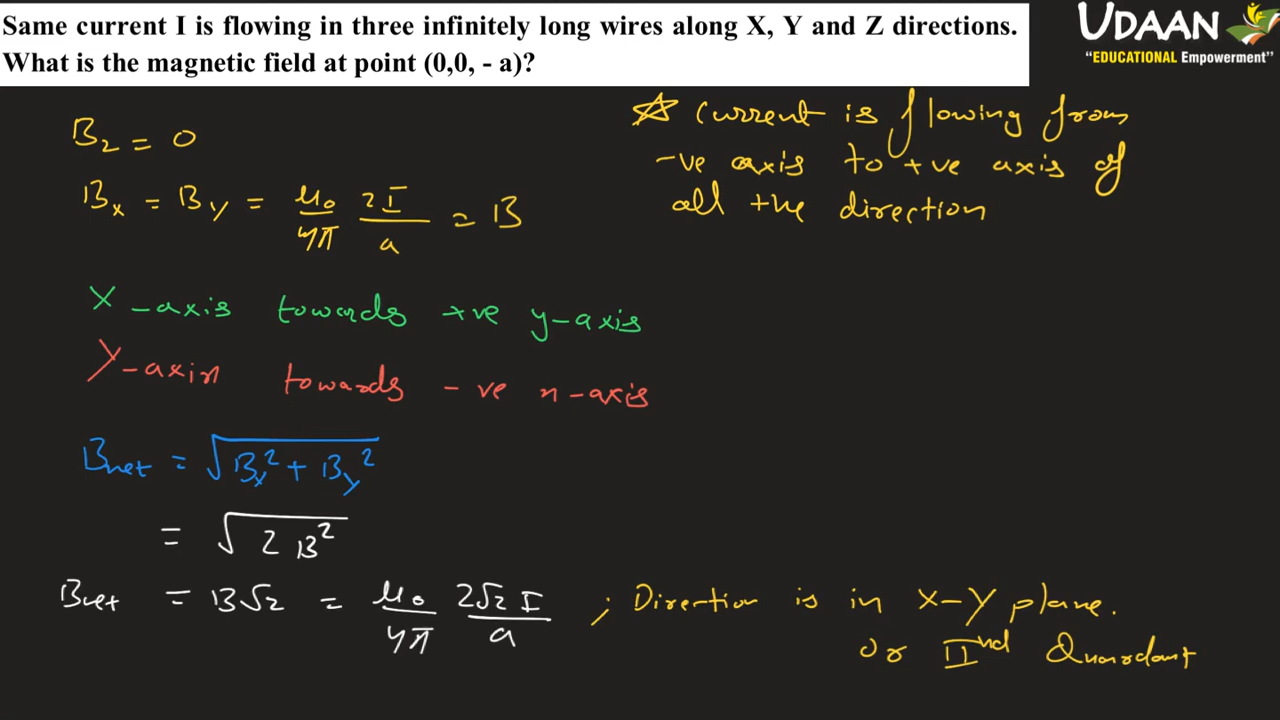 Same current I is flowing in three infinitely long wires along X, Y and Z directions.
What is the magnetic field at point (0,0, - a)?
UDAAN
“EDUCATIONAL Empowerment”
☆ Current is flowing from
-ve axis to +ve axis of
all the direction
B_z = 0
B_x = B_y = μ₀/4π 2I/a = B
X-axis towards +ve y-axis
Y-axis towards -ve x-axis
B_net = √(B_x² + B_y²)
= √(2B²)
B_net = B√2 = μ₀/4π 2√2 I/a ; Direction is in X-Y plane.
Or IInd Quardant